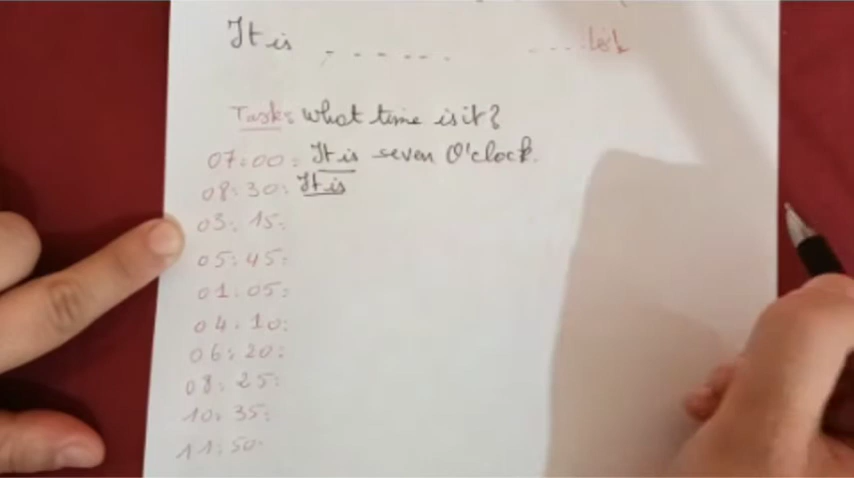 It is - - - - - - - - - -
Task: What time is it?
07:00: It is seven O'clock.
08:30: It is
03:15:
05:45:
01:05:
04:10:
06:20:
08:25:
10:35:
11:50: